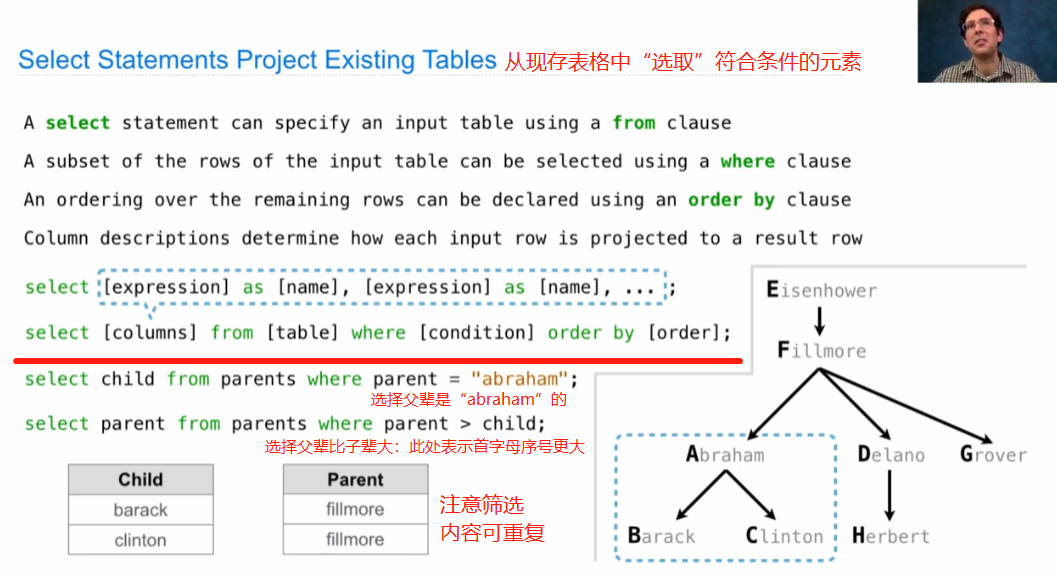 Select Statements Project Existing Tables 从现存表格中“选取”符合条件的元素
A select statement can specify an input table using a from clause
A subset of the rows of the input table can be selected using a where clause
An ordering over the remaining rows can be declared using an order by clause
Column descriptions determine how each input row is projected to a result row
select [expression] as [name], [expression] as [name], ... ;
select [columns] from [table] where [condition] order by [order];
select child from parents where parent = "abraham";
选择父辈是“abraham”的
select parent from parents where parent > child;
选择父辈比子辈大：此处表示首字母序号更大
Child
barack
clinton
Parent
fillmore
fillmore
注意筛选
内容可重复
Eisenhower
Fillmore
Abraham Delano Grover
Barack Clinton Herbert